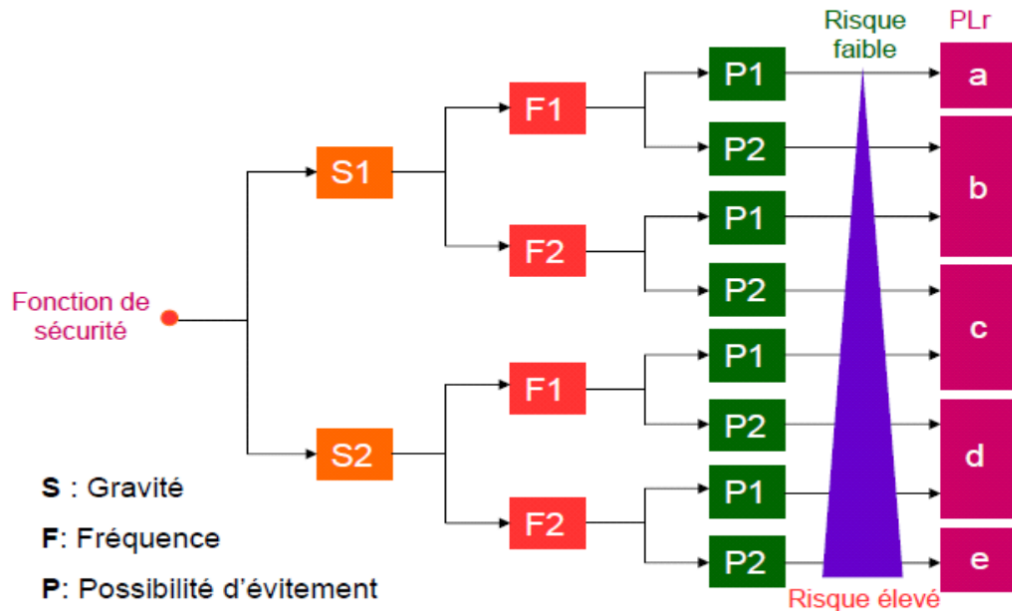 Risque
faible
PLr
P1
a
F1
P2
S1
b
P1
F2
P2
Fonction de
sécurité
c
P1
F1
P2
S2
d
P1
S : Gravité
F2
F: Fréquence
P2
e
P: Possibilité d'évitement
Risque élevé